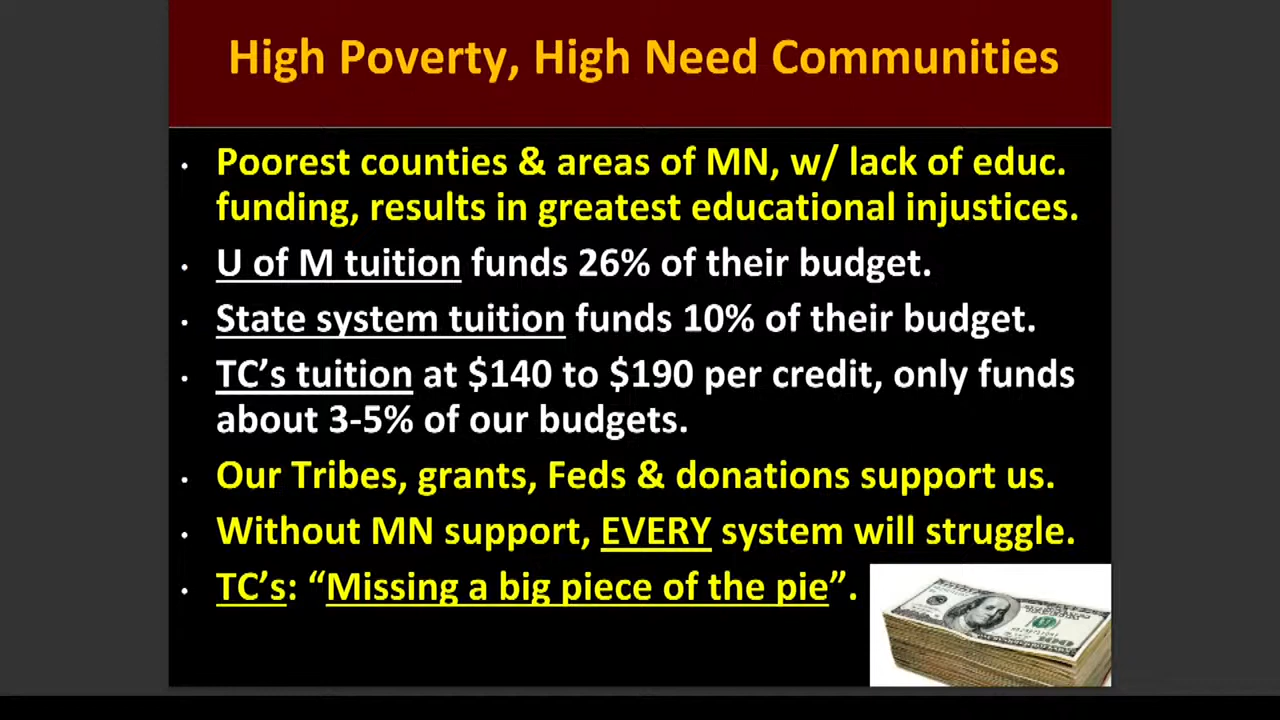 High Poverty, High Need Communities
• Poorest counties & areas of MN, w/ lack of educ.
funding, results in greatest educational injustices.
• U of M tuition funds 26% of their budget.
• State system tuition funds 10% of their budget.
• TC’s tuition at $140 to $190 per credit, only funds
about 3-5% of our budgets.
• Our Tribes, grants, Feds & donations support us.
• Without MN support, EVERY system will struggle.
• TC’s: “Missing a big piece of the pie”.
100